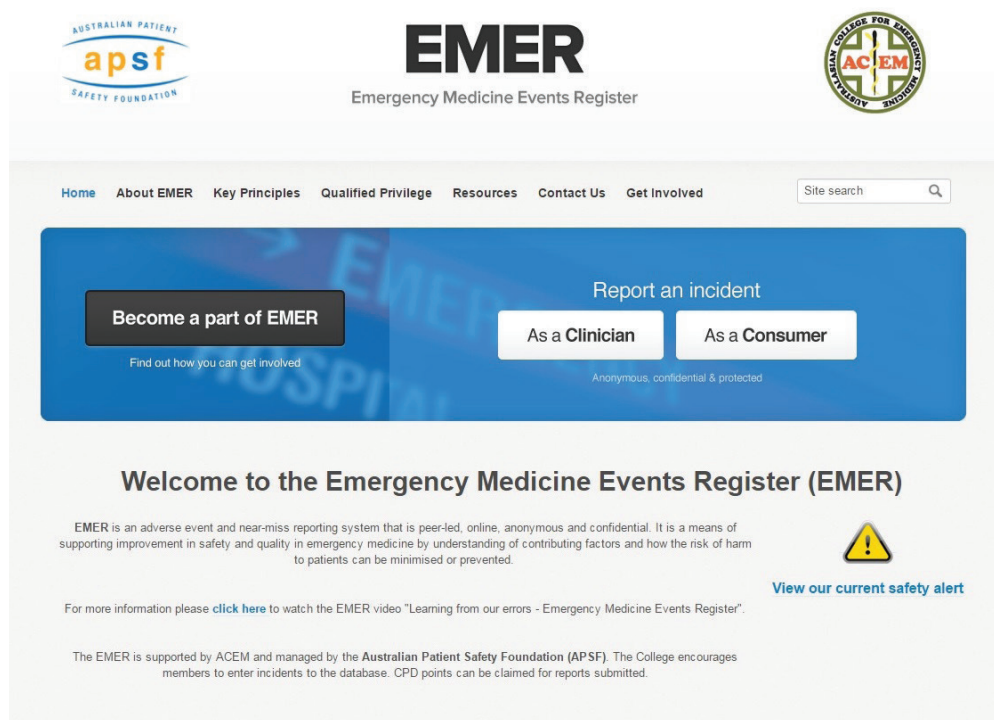 AUSTRALIAN PATIENT
apsf
SAFETY FOUNDATION
EMER
Emergency Medicine Events Register
AUSTRALASIAN COLLEGE FOR EMERGENCY MEDICINE
ACEM
Home About EMER Key Principles Qualified Privilege Resources Contact Us Get Involved
Site search
→ EMERGENCY
HOSPITAL
Become a part of EMER
Find out how you can get involved
Report an incident
As a Clinician As a Consumer
Anonymous, confidential & protected
Welcome to the Emergency Medicine Events Register (EMER)
EMER is an adverse event and near-miss reporting system that is peer-led, online, anonymous and confidential. It is a means of
supporting improvement in safety and quality in emergency medicine by understanding of contributing factors and how the risk of harm
to patients can be minimised or prevented.
View our current safety alert
For more information please click here to watch the EMER video "Learning from our errors - Emergency Medicine Events Register".
The EMER is supported by ACEM and managed by the Australian Patient Safety Foundation (APSF). The College encourages
members to enter incidents to the database. CPD points can be claimed for reports submitted.